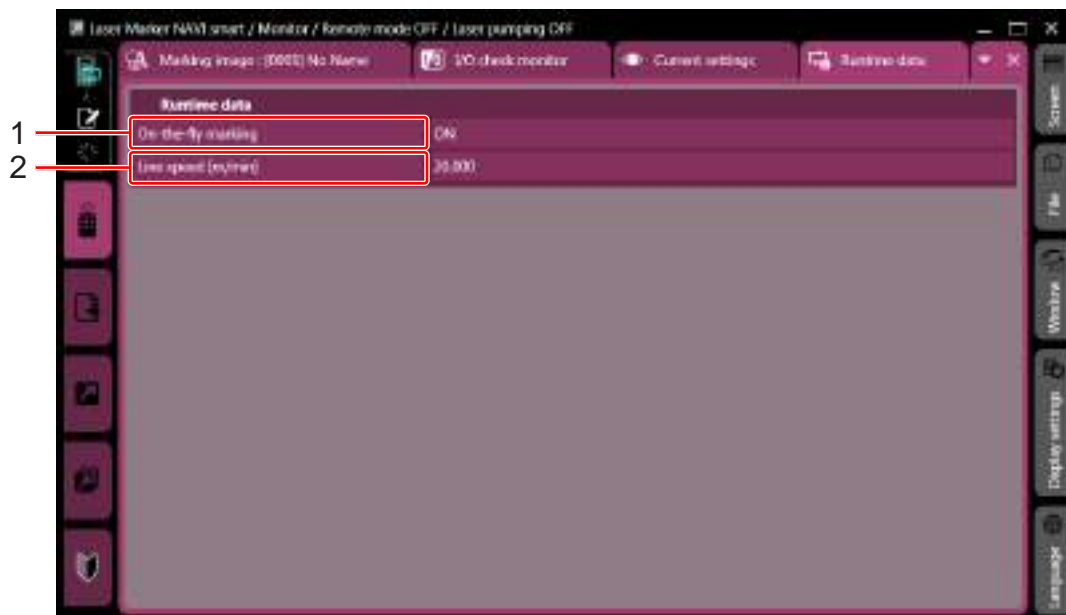 Laser Marker NAVI smart / Monitor / Remote mode OFF / Laser pumping OFF
Marking image : [0001] No Name
I/O check monitor
Current settings
Runtime data
Runtime data
1
On-the-fly marking
ON
2
Line speed [m/min]
20.000
Screen
File
Window
Display settings
Language